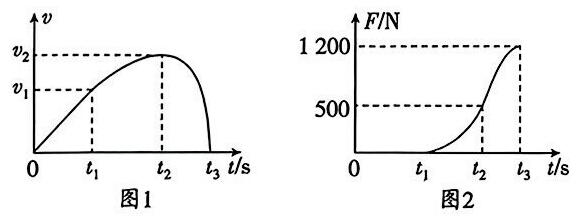 v
v₂
v₁
0 t₁ t₂ t₃ t/s
图1
F/N
1 200
500
0 t₁ t₂ t₃ t/s
图2